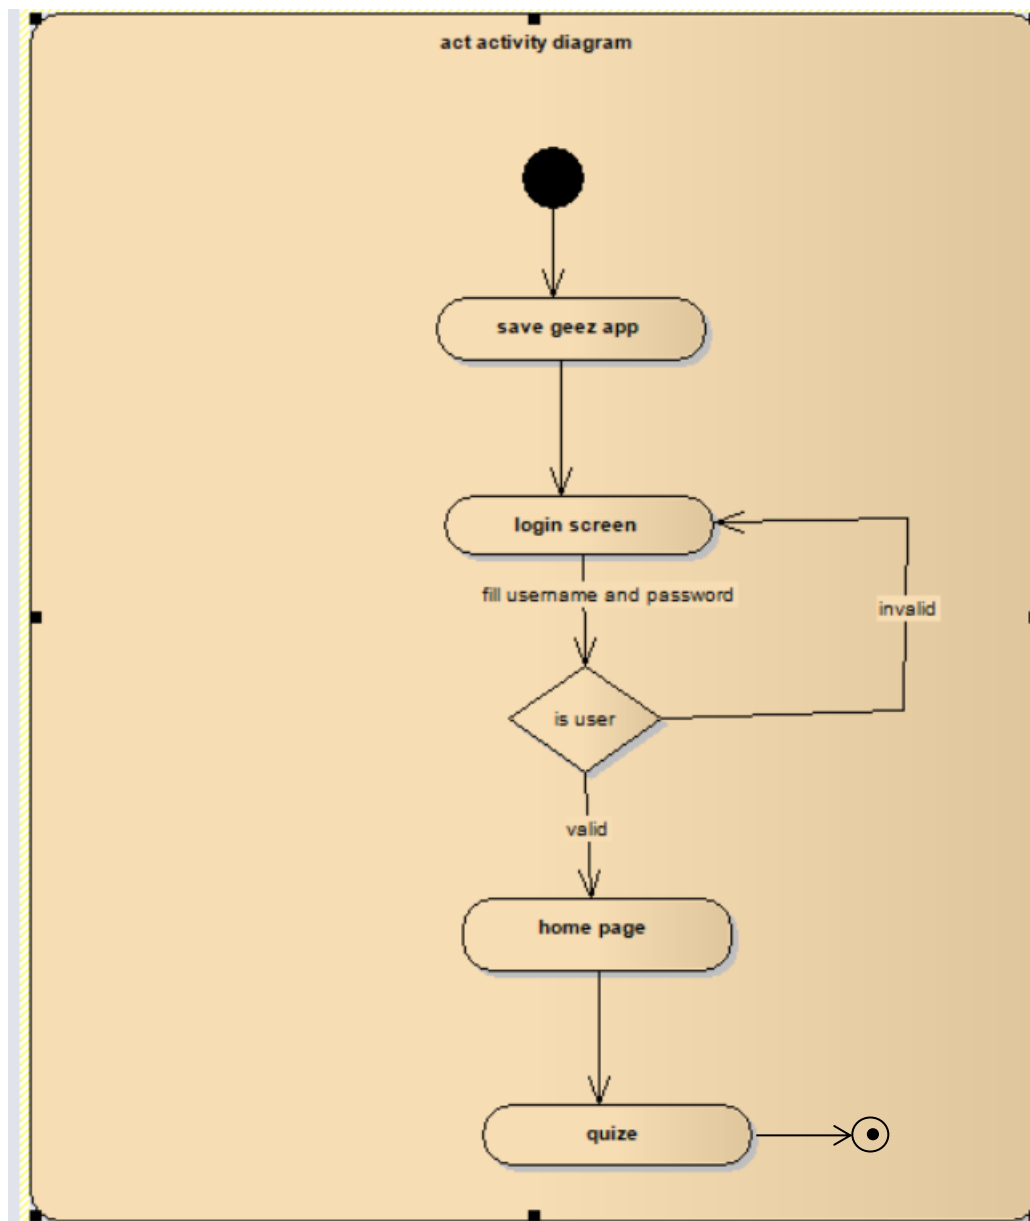 act activity diagram
save geez app
login screen
fill username and password
invalid
is user
valid
home page
quize